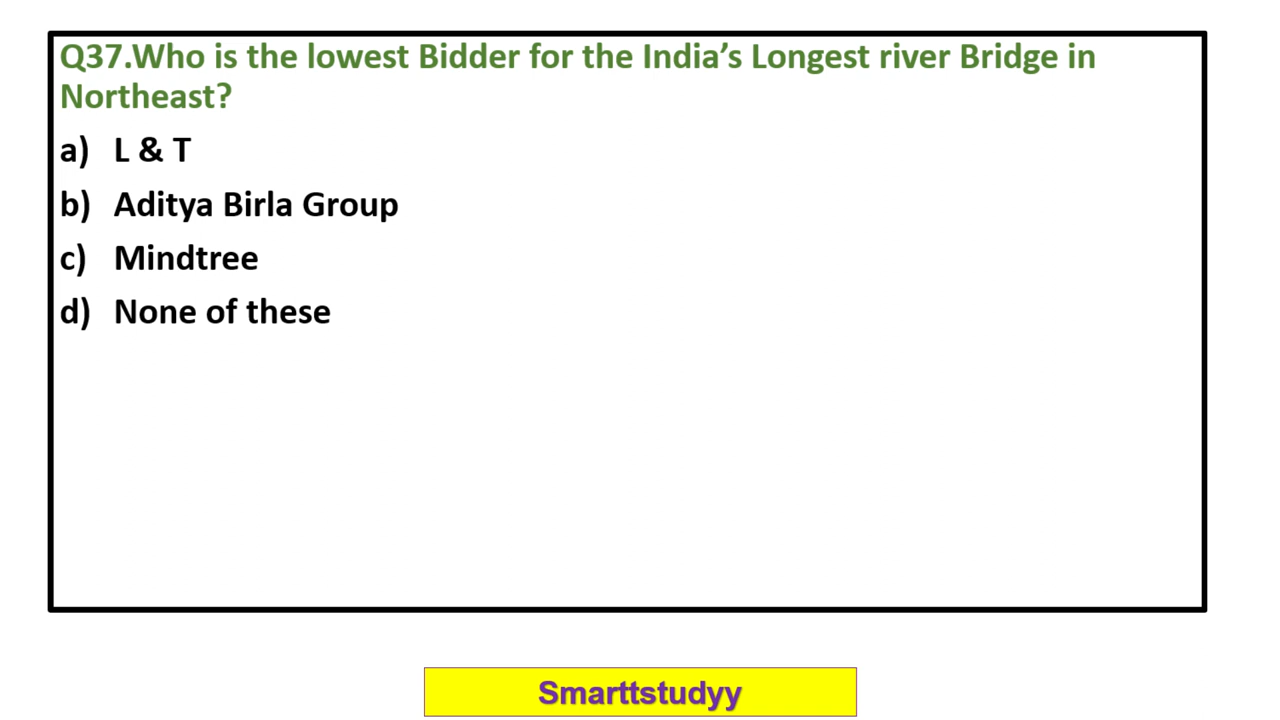 Q37.Who is the lowest Bidder for the India’s Longest river Bridge in
Northeast?
a) L & T
b) Aditya Birla Group
c) Mindtree
d) None of these
Smarttstudyy